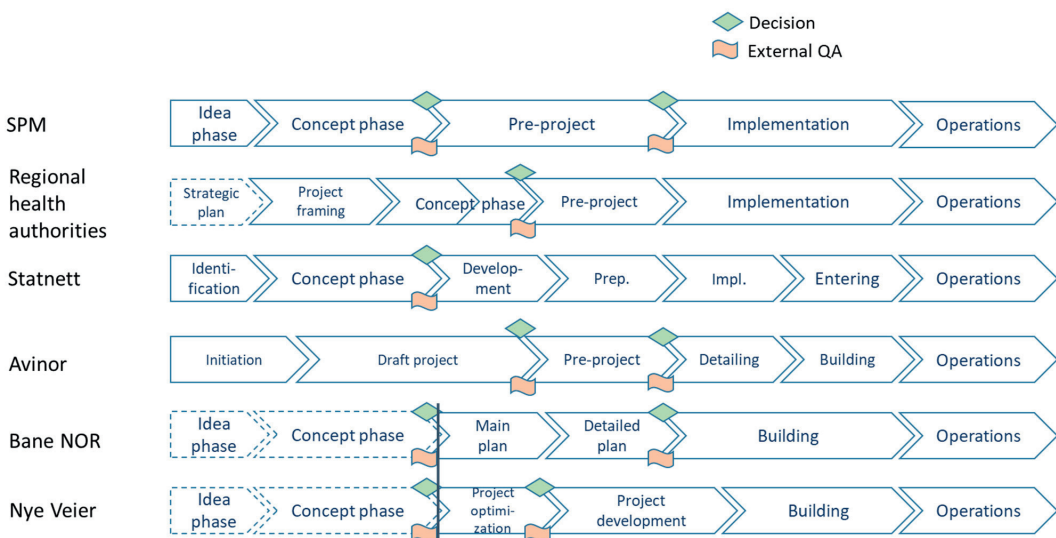 Decision
External QA
SPM
Idea
phase
Concept phase
Pre-project
Implementation
Operations
Regional
health
authorities
Strategic
plan
Project
framing
Concept phase
Pre-project
Implementation
Operations
Statnett
Identi-
fication
Concept phase
Develop-
ment
Prep.
Impl.
Entering
Operations
Avinor
Initiation
Draft project
Pre-project
Detailing
Building
Operations
Bane NOR
Idea
phase
Concept phase
Main
plan
Detailed
plan
Building
Operations
Nye Veier
Idea
phase
Concept phase
Project
optimi-
zation
Project
development
Building
Operations